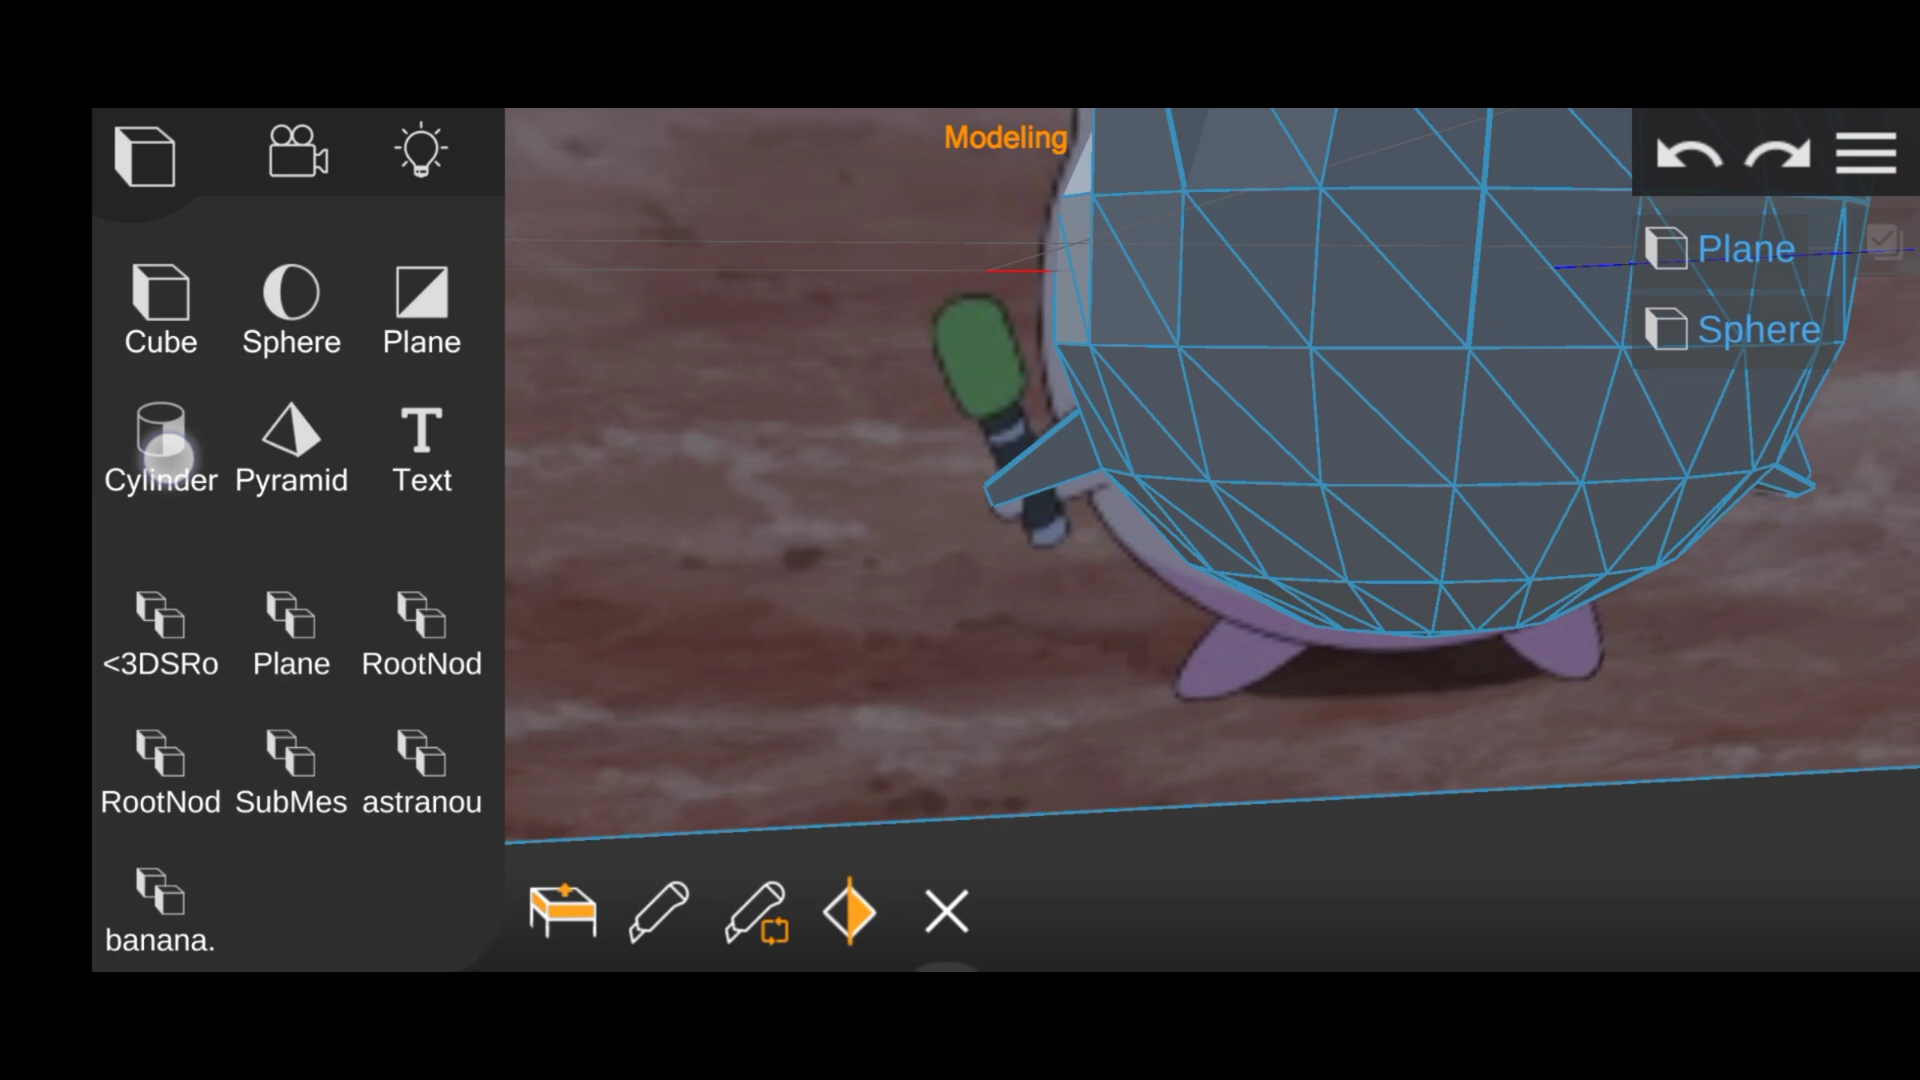 Modeling
Plane
Sphere
Cube
Sphere
Plane
Cylinder
Pyramid
Text
<3DSRo
Plane
RootNod
RootNod
SubMes
astranou
banana.